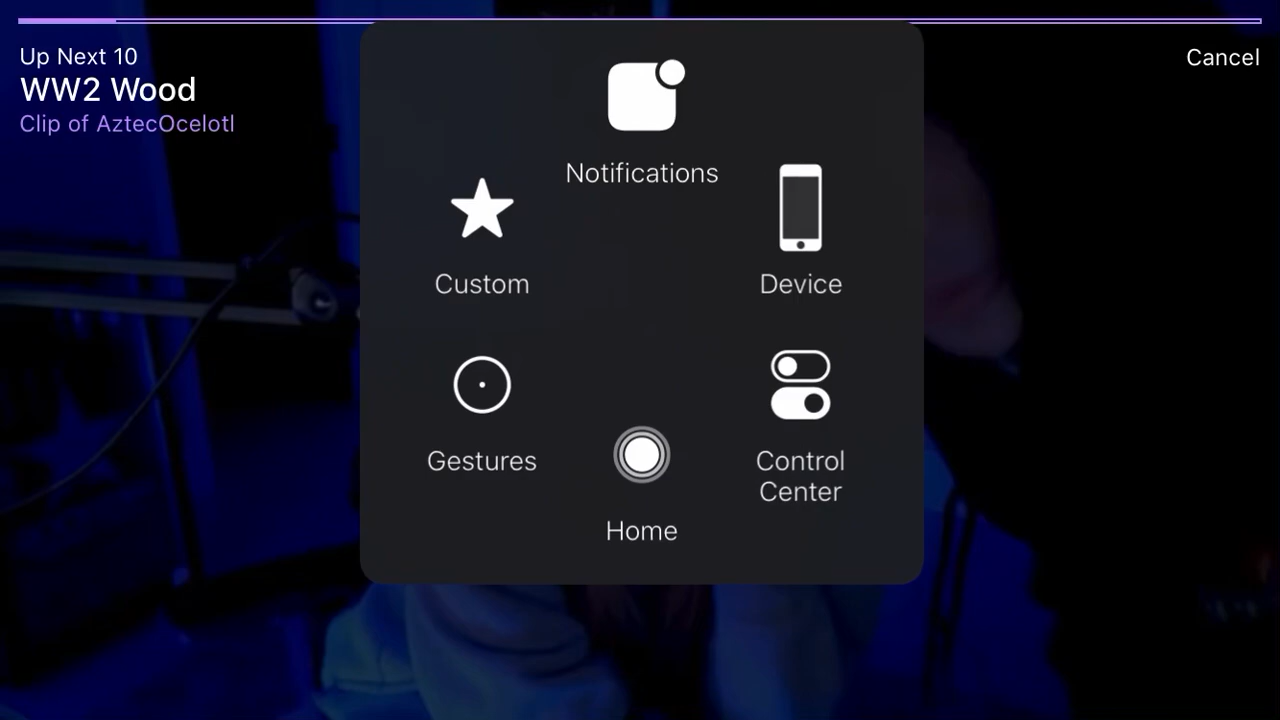 Up Next 10
WW2 Wood
Clip of AztecOcelotl
Cancel
Notifications
Custom
Device
Gestures
Control
Center
Home